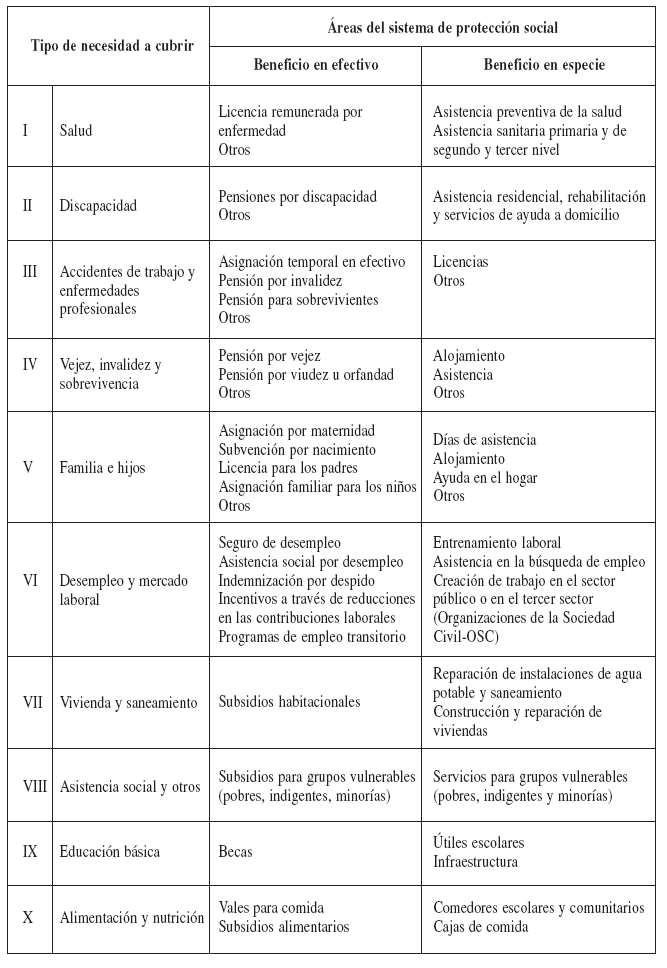 Tipo de necesidad a cubrir
Áreas del sistema de protección social
Beneficio en efectivo
Beneficio en especie
I
Salud
Licencia remunerada por
enfermedad
Otros
Asistencia preventiva de la salud
Asistencia sanitaria primaria y de
segundo y tercer nivel
II
Discapacidad
Pensiones por discapacidad
Otros
Asistencia residencial, rehabilitación
y servicios de ayuda a domicilio
III
Accidentes de trabajo y
enfermedades
profesionales
Asignación temporal en efectivo
Pensión por invalidez
Pensión para sobrevivientes
Otros
Licencias
Otros
IV
Vejez, invalidez y
sobrevivencia
Pensión por vejez
Pensión por viudez u orfandad
Otros
Alojamiento
Asistencia
Otros
V
Familia e hijos
Asignación por maternidad
Subvención por nacimiento
Licencia para los padres
Asignación familiar para los niños
Otros
Días de asistencia
Alojamiento
Ayuda en el hogar
Otros
VI
Desempleo y mercado
laboral
Seguro de desempleo
Asistencia social por desempleo
Indemnización por despido
Incentivos a través de reducciones
en las contribuciones laborales
Programas de empleo transitorio
Entrenamiento laboral
Asistencia en la búsqueda de empleo
Creación de trabajo en el sector
público o en el tercer sector
(Organizaciones de la Sociedad
Civil-OSC)
VII
Vivienda y saneamiento
Subsidios habitacionales
Reparación de instalaciones de agua
potable y saneamiento
Construcción y reparación de
viviendas
VIII
Asistencia social y otros
Subsidios para grupos vulnerables
(pobres, indigentes, minorías)
Servicios para grupos vulnerables
(pobres, indigentes y minorías)
IX
Educación básica
Becas
Útiles escolares
Infraestructura
X
Alimentación y nutrición
Vales para comida
Subsidios alimentarios
Comedores escolares y comunitarios
Cajas de comida